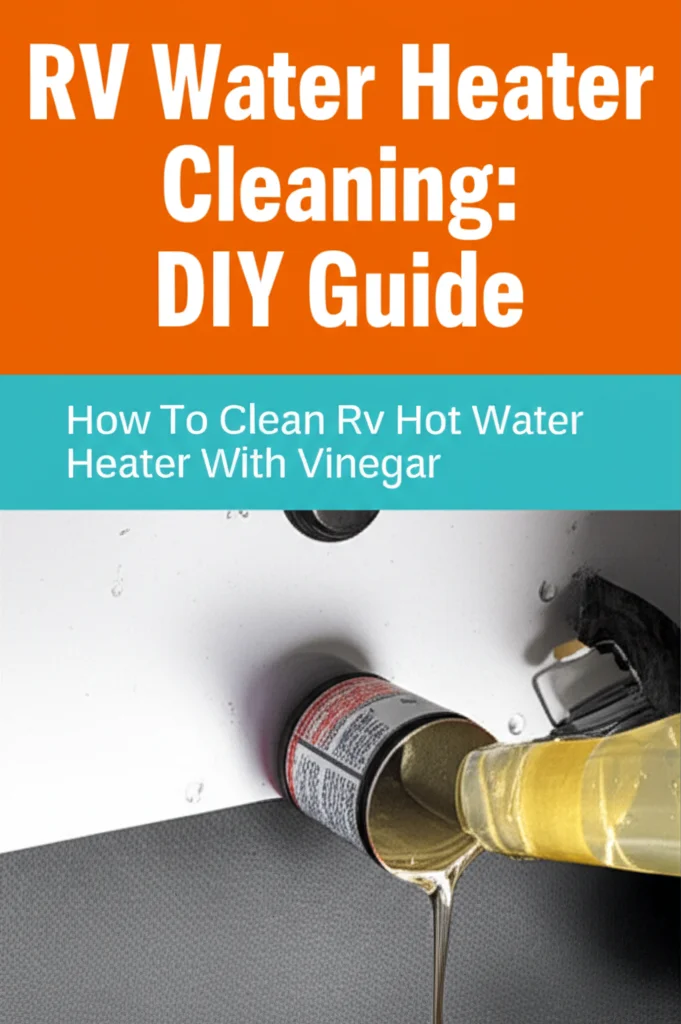 RV Water Heater
Cleaning:
DIY Guide
How To Clean Rv Hot Water
Heater With Vinegar